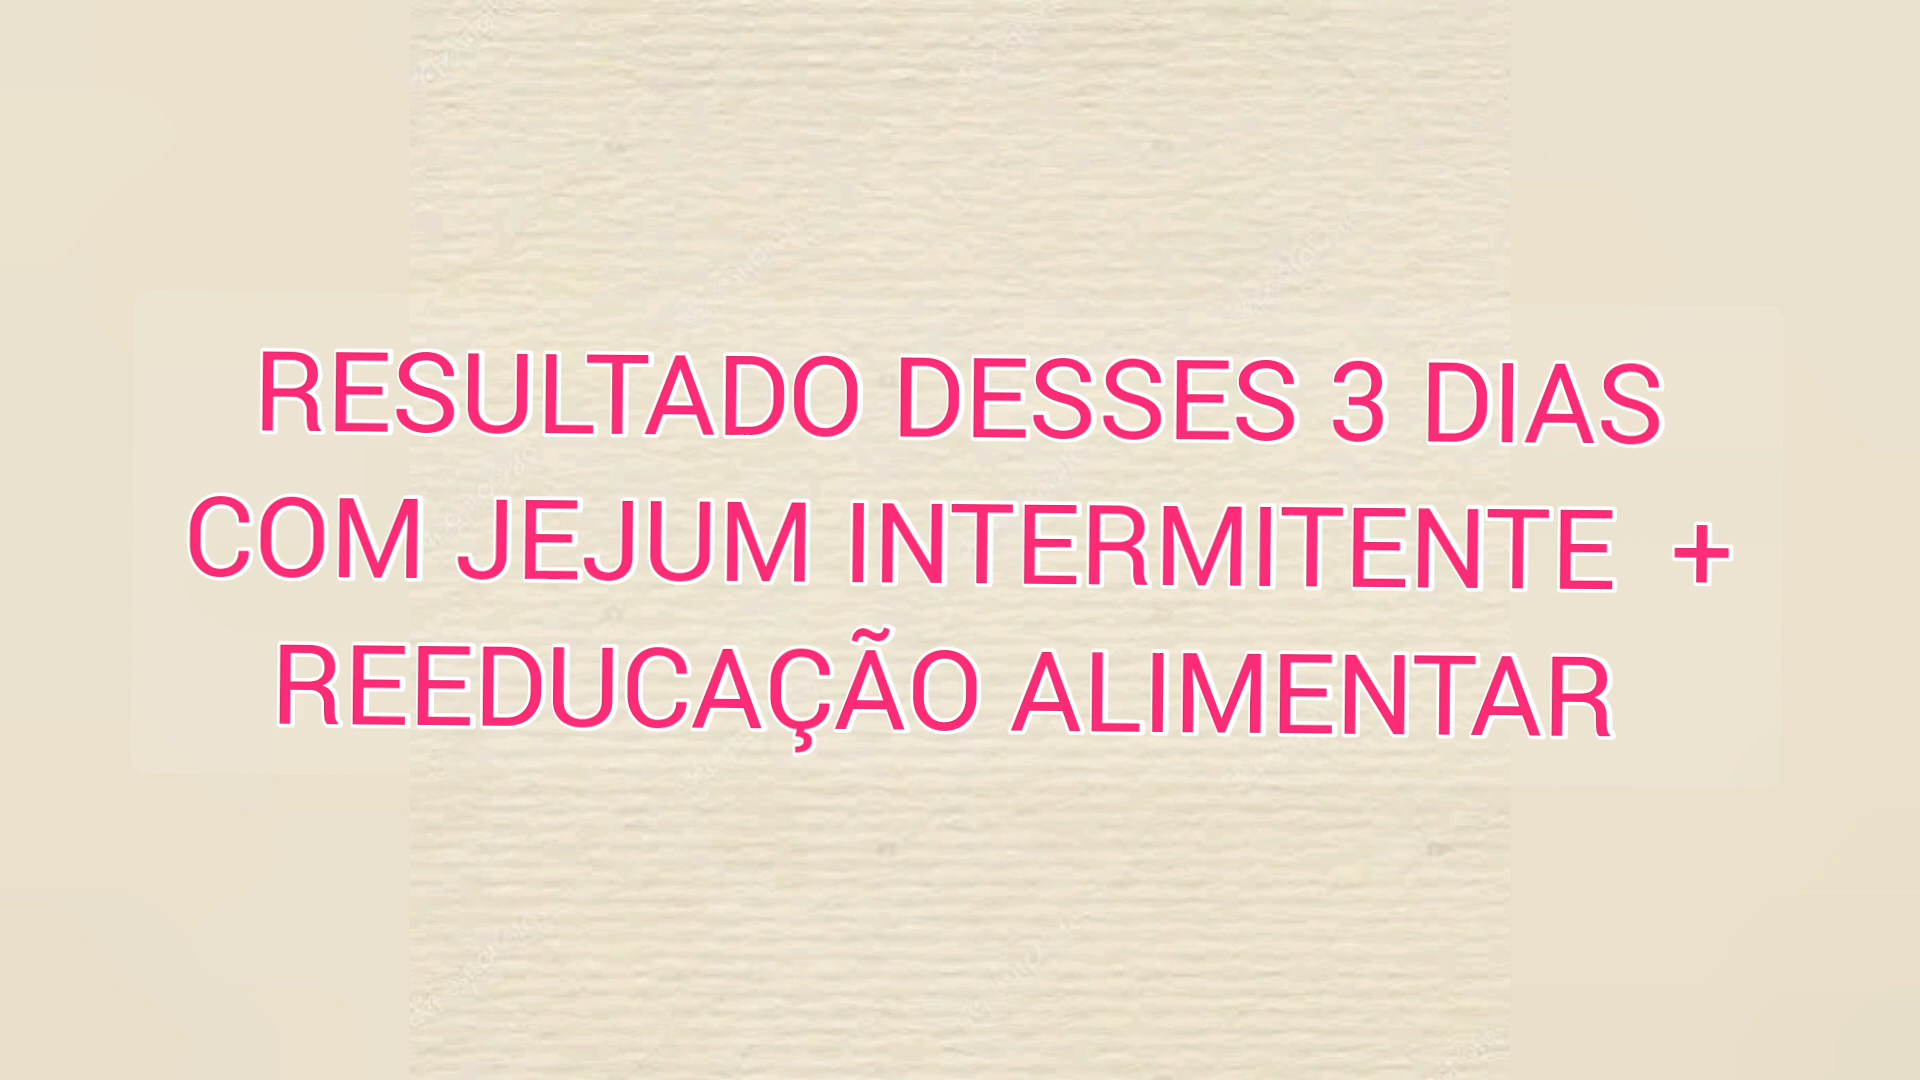 RESULTADO DESSES 3 DIAS
COM JEJUM INTERMITENTE +
REEDUCAÇÃO ALIMENTAR